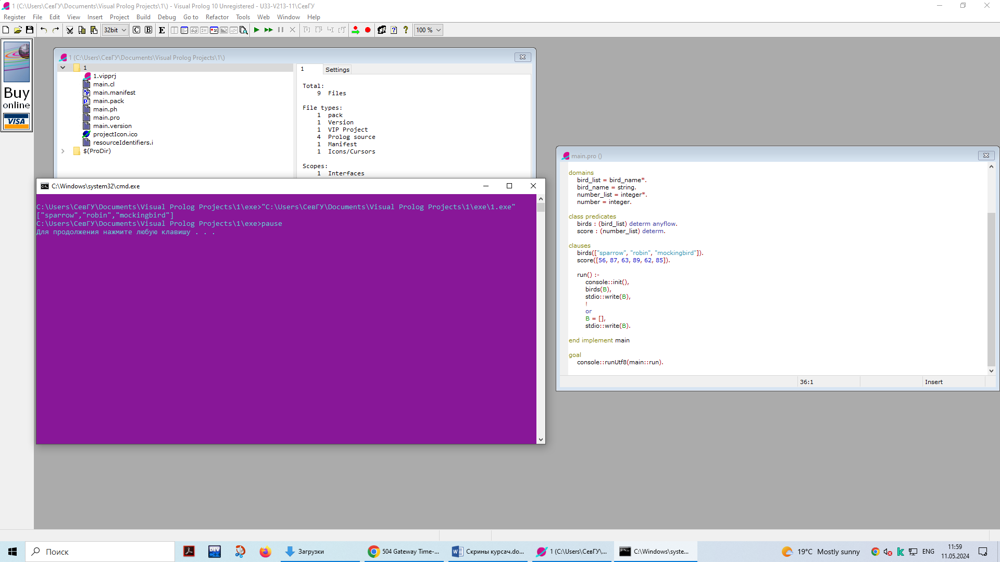 1 (C:\Users\СевГУ\Documents\Visual Prolog Projects\1\) - Visual Prolog 10 Unregistered - U33-V213-11\СевГУ
Register File Edit View Insert Project Build Debug Go to Refactor Tools Web Window Help
32bit C B E 100 %
Buy
online
VISA
1 (C:\Users\СевГУ\Documents\Visual Prolog Projects\1\)
1
1.vipprj
main.cl
main.manifest
main.pack
main.ph
main.pro
main.version
projectIcon.ico
resourceIdentifiers.i
$(ProDir)
1 Settings
Total:
9 Files
File types:
1 pack
1 Version
1 VIP Project
4 Prolog source
1 Manifest
1 Icons/Cursors
Scopes:
1 Interfaces
C:\Windows\system32\cmd.exe
C:\Users\СевГУ\Documents\Visual Prolog Projects\1\exe>"C:\Users\СевГУ\Documents\Visual Prolog Projects\1\exe\1.exe"
["sparrow","robin","mockingbird"]
C:\Users\СевГУ\Documents\Visual Prolog Projects\1\exe>pause
Для продолжения нажмите любую клавишу . . .
main.pro ()
domains
bird_list = bird_name*.
bird_name = string.
number_list = integer*.
number = integer.
class predicates
birds : (bird_list) determ anyflow.
score : (number_list) determ.
clauses
birds(["sparrow", "robin", "mockingbird"]).
score([56, 87, 63, 89, 62, 85]).
run() :-
console::init(),
birds(B),
stdio::write(B),
!
or
B = [],
stdio::write(B).
end implement main
goal
console::runUtf8(main::run).
36:1 Insert
Поиск
DEV
Загрузки
504 Gateway Time-...
Скрины курсач.do...
1 (C:\Users\СевГУ\...
C:\Windows\syste...
19°C Mostly sunny
ENG
11:59
11.05.2024